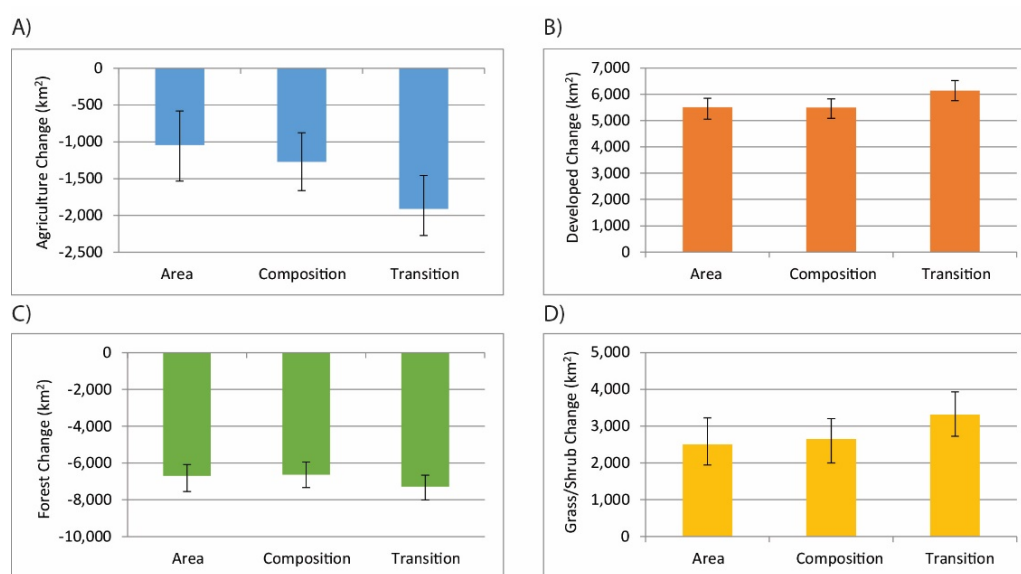 A)
Agriculture Change (km²)
0
-500
-1,000
-1,500
-2,000
-2,500
Area Composition Transition
B)
Developed Change (km²)
7,000
6,000
5,000
4,000
3,000
2,000
1,000
0
Area Composition Transition
C)
Forest Change (km²)
0
-2,000
-4,000
-6,000
-8,000
-10,000
Area Composition Transition
D)
Grass/Shrub Change (km²)
5,000
4,000
3,000
2,000
1,000
0
Area Composition Transition